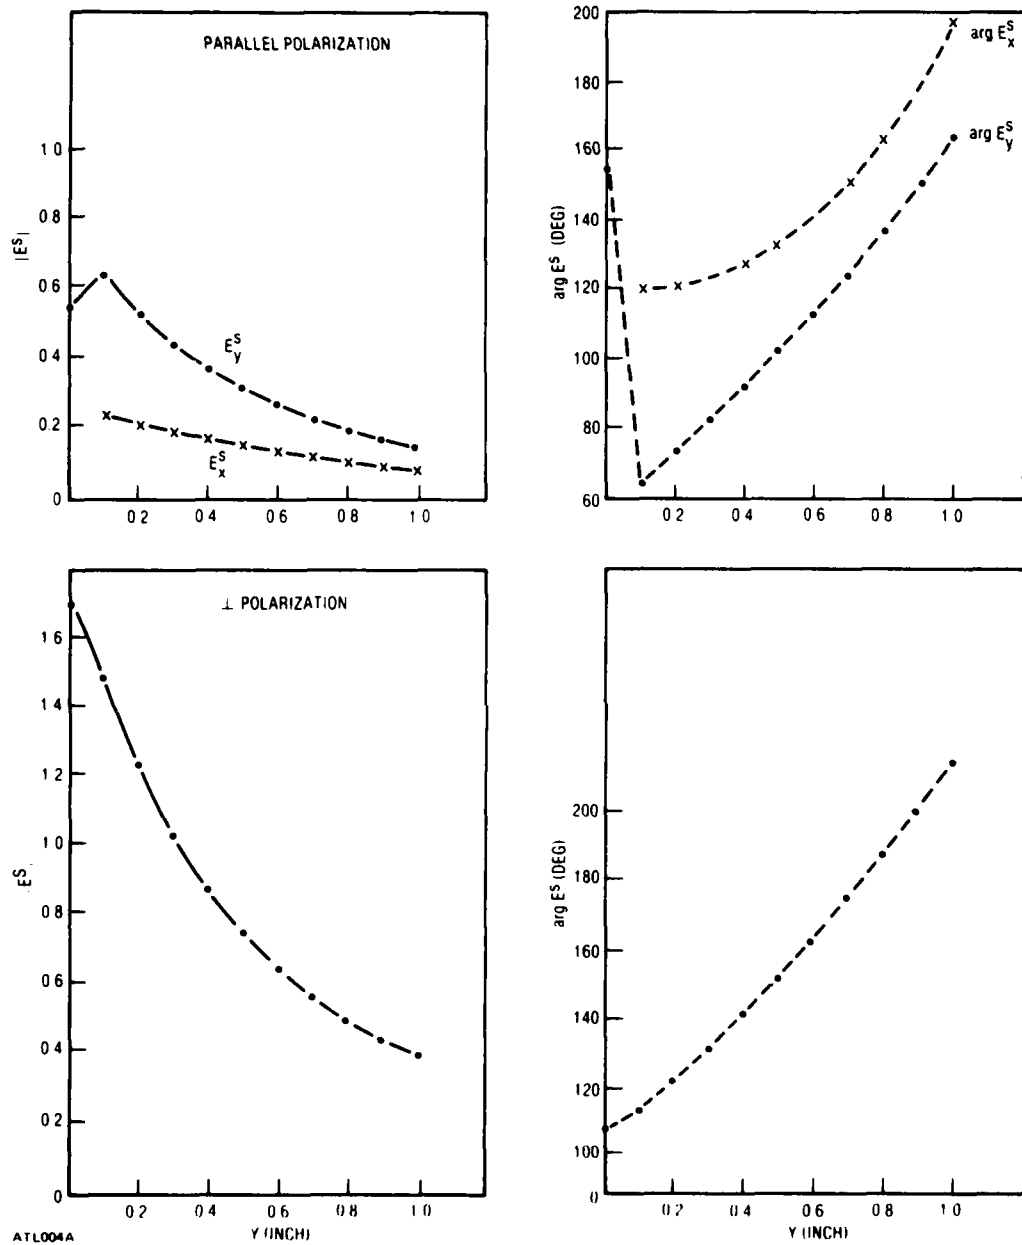 PARALLEL POLARIZATION
|E^S|
1 0
0 8
0 6
0 4
0 2
0
E_y^S
E_x^S
0 2 0 4 0 6 0 8 1 0
arg E^S (DEG)
200
180
160
140
120
100
80
60
arg E_x^S
arg E_y^S
0 2 0 4 0 6 0 8 1 0
⊥ POLARIZATION
|E^S|
1 6
1 4
1 2
1 0
0 8
0 6
0 4
0 2
0
0 2 0 4 0 6 0 8 1 0
Y (INCH)
arg E^S (DEG)
200
180
160
140
120
100
0
0 2 0 4 0 6 0 8 1 0
Y (INCH)
ATL004A